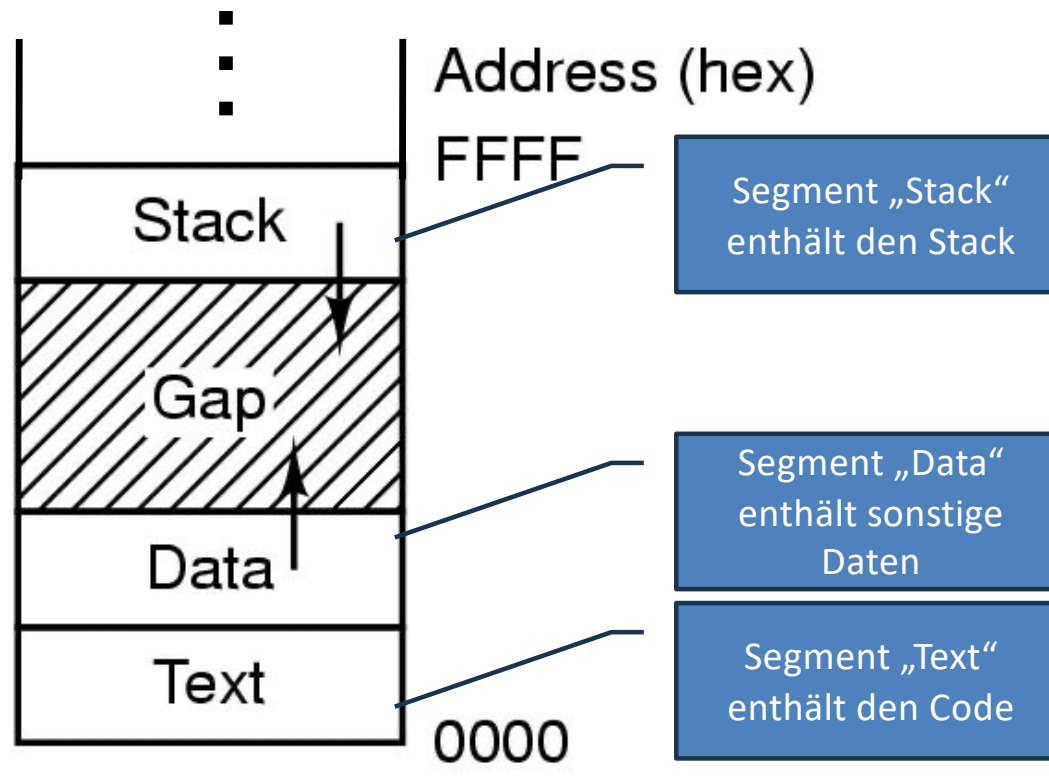 Address (hex)
FFFF
Stack
Segment „Stack“
enthält den Stack
Gap
Segment „Data“
enthält sonstige
Daten
Data
Segment „Text“
enthält den Code
Text
0000